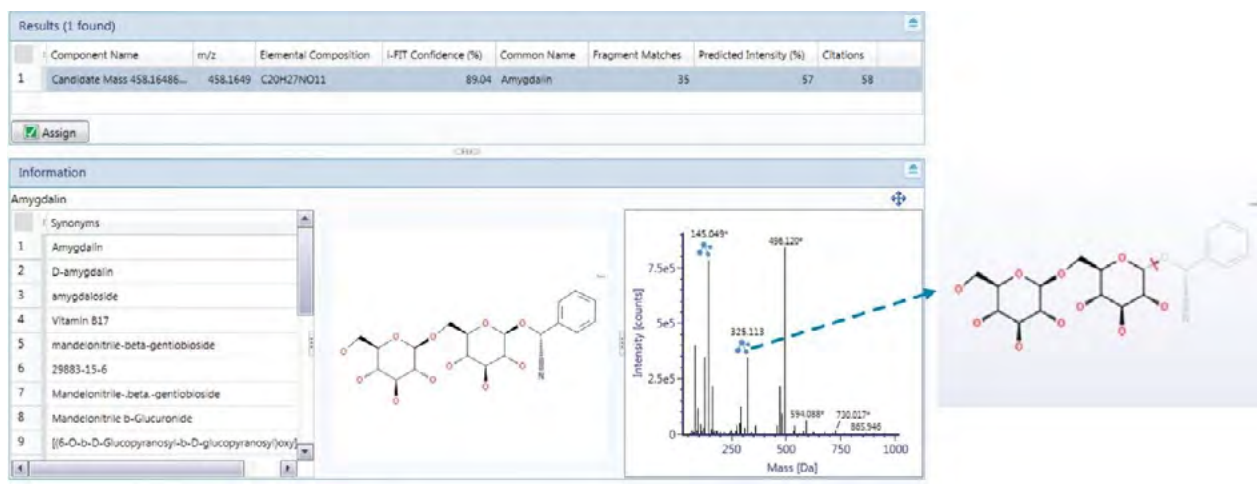 Results (1 found)
Component Name m/z Elemental Composition I-FIT Confidence (%) Common Name Fragment Matches Predicted Intensity (%) Citations
1 Candidate Mass 458.16486... 458.1649 C20H27NO11 89.04 Amygdalin 35 57 58
Assign
Information
Amygdalin
Synonyms
1 Amygdalin
2 D-amygdalin
3 amygdaloside
4 Vitamin B17
5 mandelonitrile-beta-gentiobioside
6 29883-15-6
7 Mandelonitrile-.beta.-gentiobioside
8 Mandelonitrile b-Glucuronide
9 [(6-O-b-D-Glucopyranosyl-b-D-glucopyranosyl)oxy]
Intensity [counts]
7.5e5
5e5
2.5e5
0
145.049*
496.120*
325.113
594.088*
730.017*
865.946
250 500 750 1000
Mass [Da]